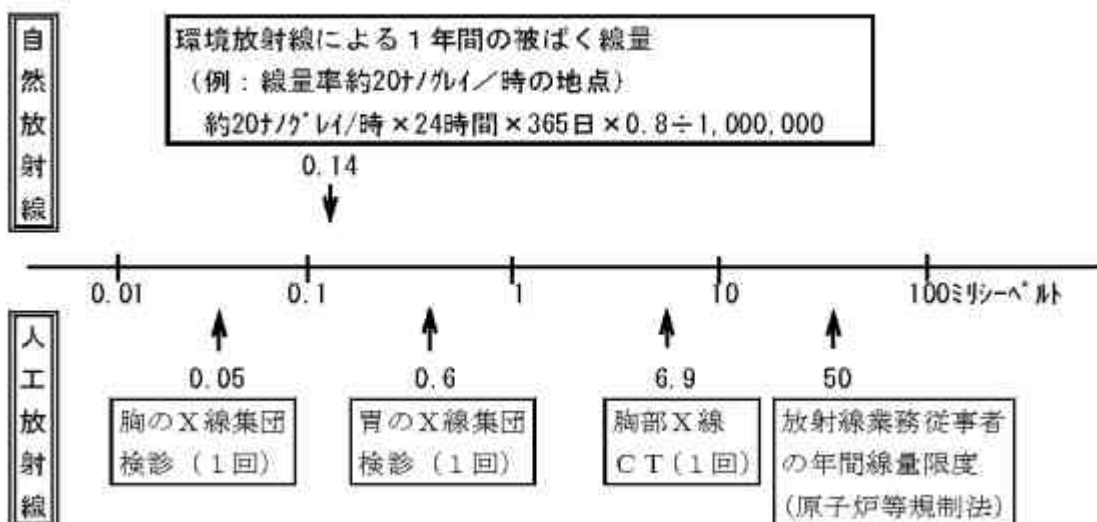 自然放射線
環境放射線による1年間の被ばく線量
(例:線量率約20ﾅﾉｸﾞﾚｲ/時の地点)
約20ﾅﾉｸﾞﾚｲ/時×24時間×365日×0.8÷1,000,000
0.14
0.01
0.1
1
10
100ﾐﾘｼｰﾍﾞﾙﾄ
人工放射線
0.05
胸のX線集団
検診(1回)
0.6
胃のX線集団
検診(1回)
6.9
胸部X線
CT(1回)
50
放射線業務従事者
の年間線量限度
(原子炉等規制法)